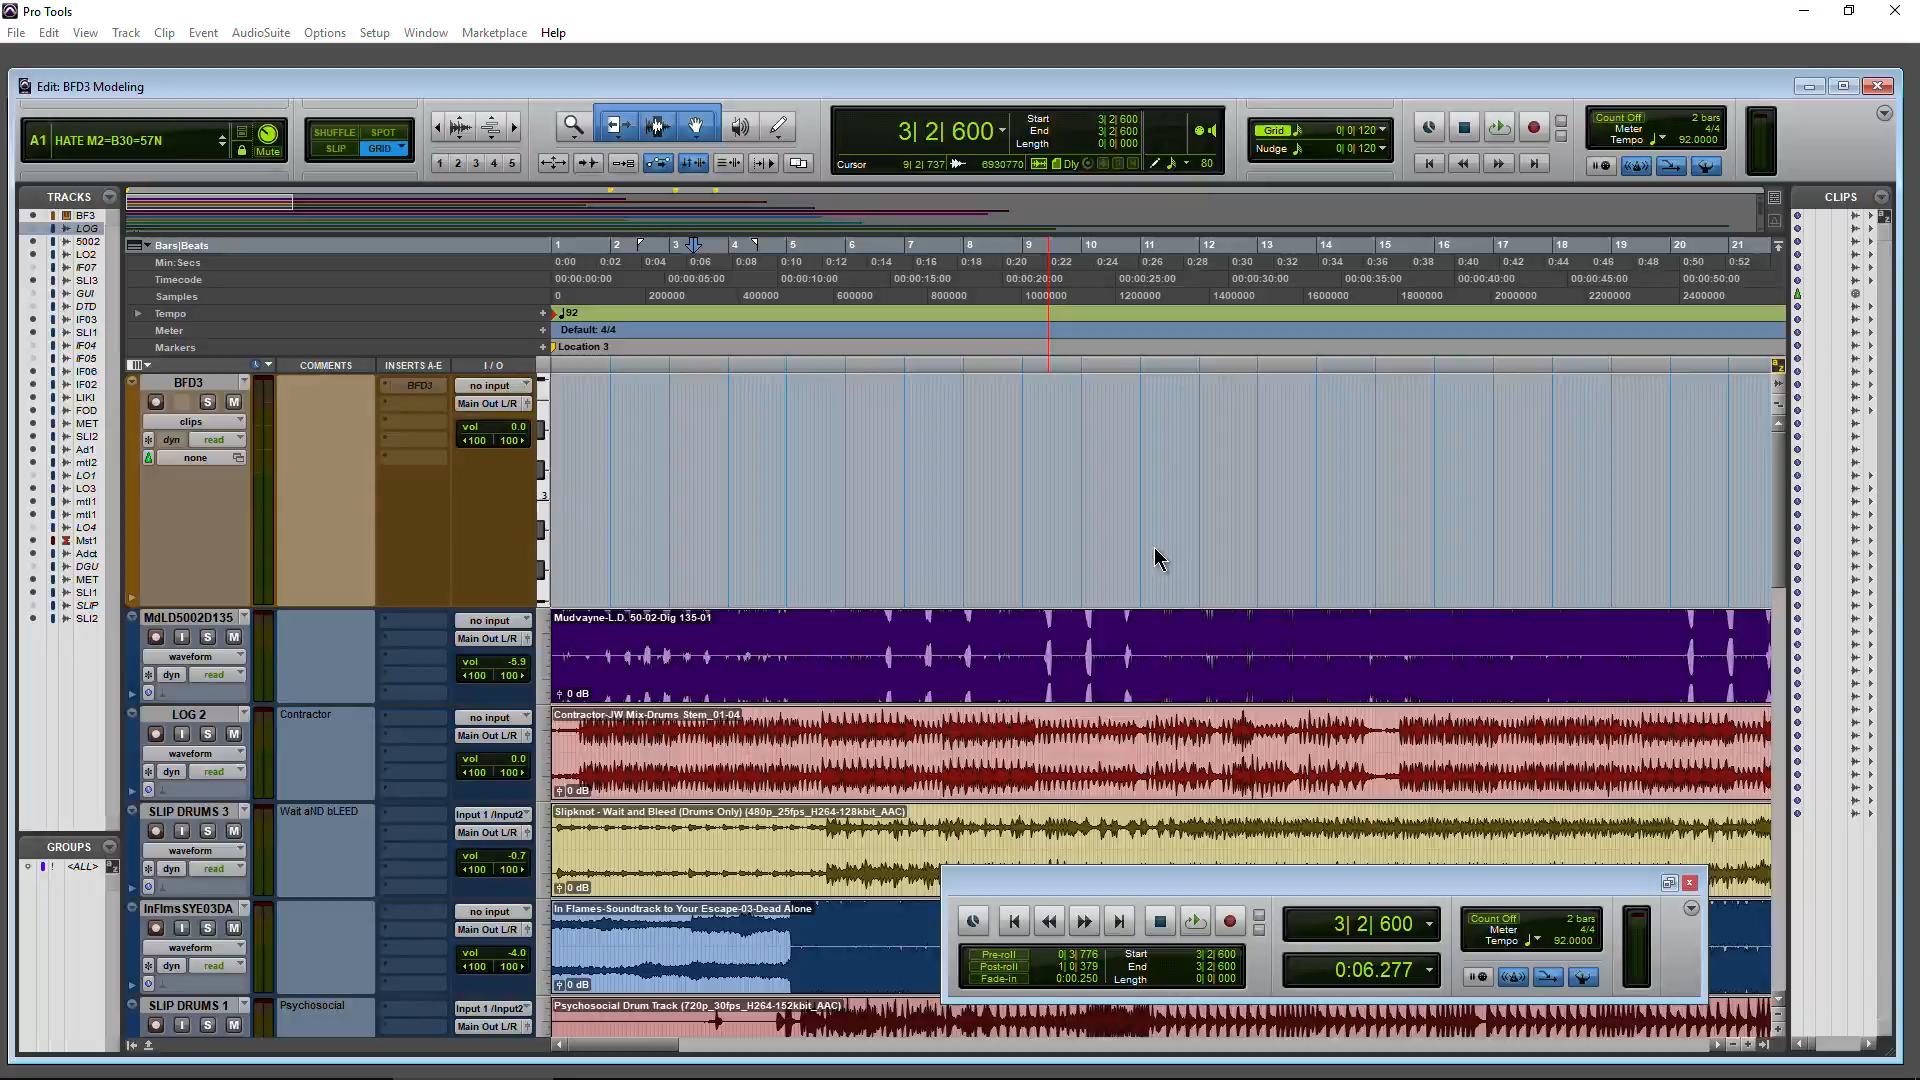 Pro Tools
File Edit View Track Clip Event AudioSuite Options Setup Window Marketplace Help
Edit: BFD3 Modeling
A1 HATE M2=B30=57N Mute
SHUFFLE SPOT
SLIP GRID
1 2 3 4 5
3| 2| 600
Start 3| 2| 600
End 3| 2| 600
Length 0| 0| 000
Cursor 9| 2| 737 6930770 Dly 80
Grid 0| 0| 120
Nudge 0| 0| 120
Count Off 2 bars
Meter 4/4
Tempo 92.0000
TRACKS
BF3
LOG
5002
LO2
IF07
SLI3
GUI
DTD
IF03
SLI1
IF04
IF05
IF06
IF02
LIKI
FOD
MET
SLI2
Ad1
mtl2
LO1
LO3
mtl1
mtl1
LO4
Mst1
Adct
DGU
MET
SLI1
SLIP
SLI2
GROUPS
! <ALL>
CLIPS
Bars|Beats 1 2 3 4 5 6 7 8 9 10 11 12 13 14 15 16 17 18 19 20 21
Min:Secs 0:00 0:02 0:04 0:06 0:08 0:10 0:12 0:14 0:16 0:18 0:20 0:22 0:24 0:26 0:28 0:30 0:32 0:34 0:36 0:38 0:40 0:42 0:44 0:46 0:48 0:50 0:52
Timecode 00:00:00:00 00:00:05:00 00:00:10:00 00:00:15:00 00:00:20:00 00:00:25:00 00:00:30:00 00:00:35:00 00:00:40:00 00:00:45:00 00:00:50:00
Samples 0 200000 400000 600000 800000 1000000 1200000 1400000 1600000 1800000 2000000 2200000 2400000
Tempo + 92
Meter + Default: 4/4
Markers + Location 3
COMMENTS INSERTS A-E I / O
BFD3 BFD3 no input
S M Main Out L/R
clips vol 0.0
dyn read 100 100
none 3
MdLD5002D135 no input Mudvayne-L.D. 50-02-Dig 135-01
I S M Main Out L/R
waveform vol -5.9
dyn read 100 100
0 dB
LOG 2 Contractor no input Contractor-JW Mix-Drums Stem_01-04
I S M Main Out L/R
waveform vol 0.0
dyn read 100 100
0 dB
SLIP DRUMS 3 Wait aND bLEED Input 1 /Input2 Slipknot - Wait and Bleed (Drums Only) (480p_25fps_H264-128kbit_AAC)
I S M Main Out L/R
waveform vol -0.7
dyn read 100 100
0 dB
InFlmsSYE03DA no input In Flames-Soundtrack to Your Escape-03-Dead Alone
I S M Main Out L/R
waveform vol -4.0
dyn read 100 100
0 dB
SLIP DRUMS 1 Psychosocial Input 1 /Input2 Psychosocial Drum Track (720p_30fps_H264-152kbit_AAC)
I S M Main Out L/R
3| 2| 600
Count Off 2 bars
Meter 4/4
Tempo 92.0000
Pre-roll 0| 3| 776 Start 3| 2| 600
Post-roll 1| 0| 379 End 3| 2| 600
Fade-in 0:00.250 Length 0| 0| 000
0:06.277